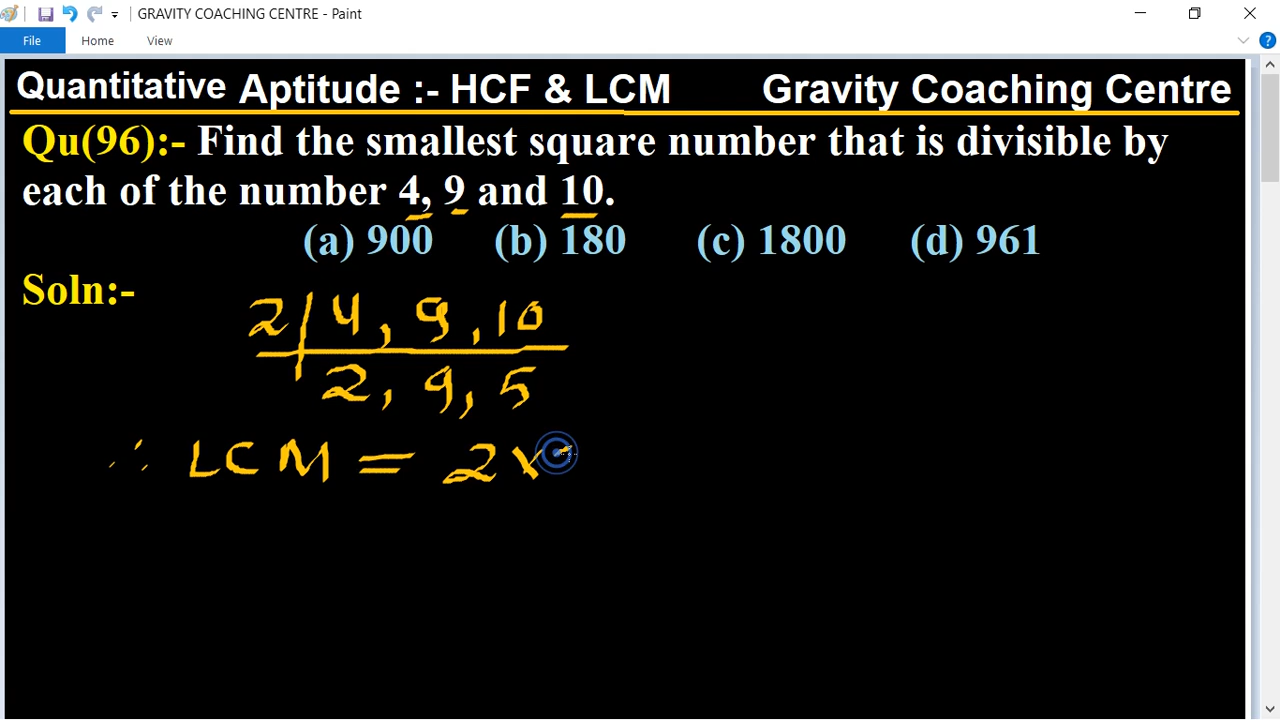 GRAVITY COACHING CENTRE - Paint
File Home View
Quantitative Aptitude :- HCF & LCM Gravity Coaching Centre
Qu(96):- Find the smallest square number that is divisible by
each of the number 4, 9 and 10.
(a) 900 (b) 180 (c) 1800 (d) 961
Soln:-
2 | 4, 9, 10
2, 9, 5
∴ LCM = 2 ×